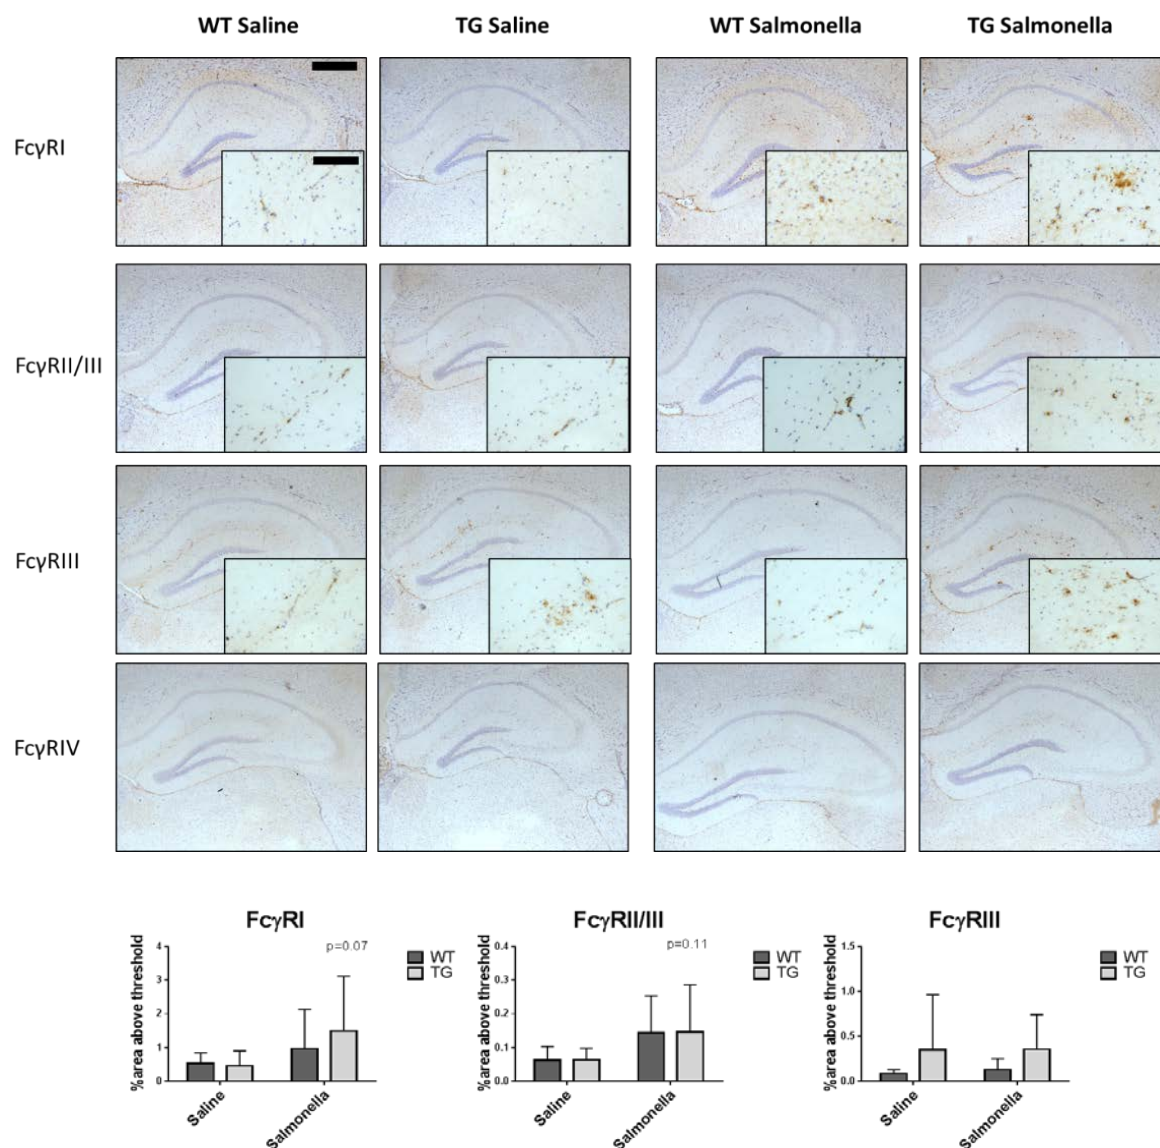 WT Saline TG Saline WT Salmonella TG Salmonella
FcγRI
FcγRII/III
FcγRIII
FcγRIV
FcγRI
%area above threshold
4
3
2
1
0
p=0.07
WT
TG
Saline
Salmonella
FcγRII/III
%area above threshold
0.4
0.3
0.2
0.1
0.0
p=0.11
WT
TG
Saline
Salmonella
FcγRIII
%area above threshold
1.5
1.0
0.5
0.0
WT
TG
Saline
Salmonella